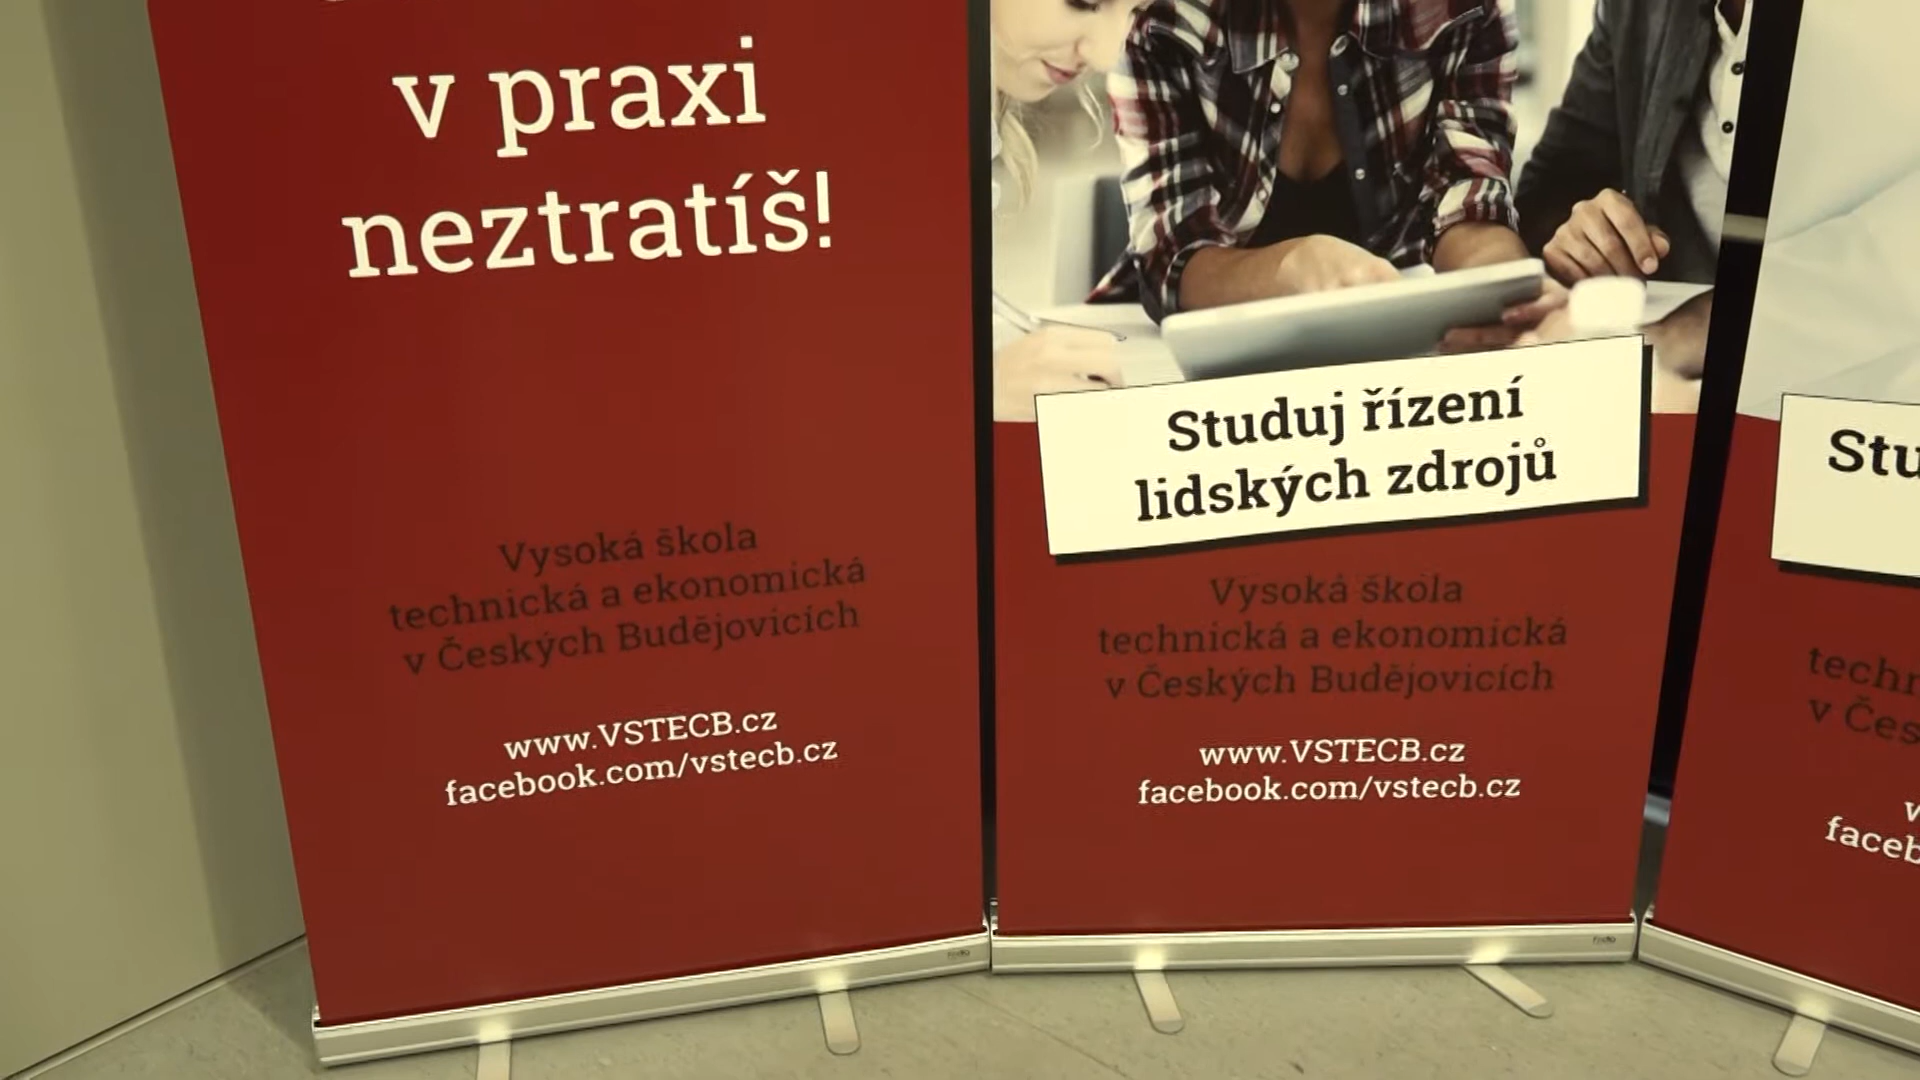 v praxi
neztratíš!
Vysoká škola
technická a ekonomická
v Českých Budějovicích
www.VSTECB.cz
facebook.com/vstecb.cz
Studuj řízení
lidských zdrojů
Vysoká škola
technická a ekonomická
v Českých Budějovicích
www.VSTECB.cz
facebook.com/vstecb.cz